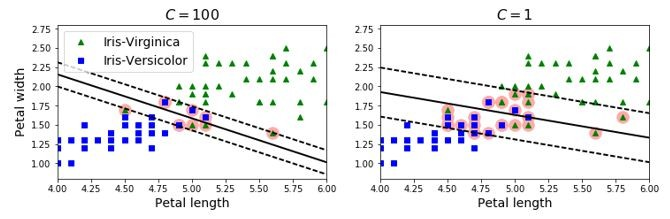 C = 100
2.75
2.50
2.25
2.00
1.75
1.50
1.25
1.00
Petal width
Iris-Virginica
Iris-Versicolor
4.00 4.25 4.50 4.75 5.00 5.25 5.50 5.75 6.00
Petal length
C = 1
2.75
2.50
2.25
2.00
1.75
1.50
1.25
1.00
4.00 4.25 4.50 4.75 5.00 5.25 5.50 5.75 6.00
Petal length